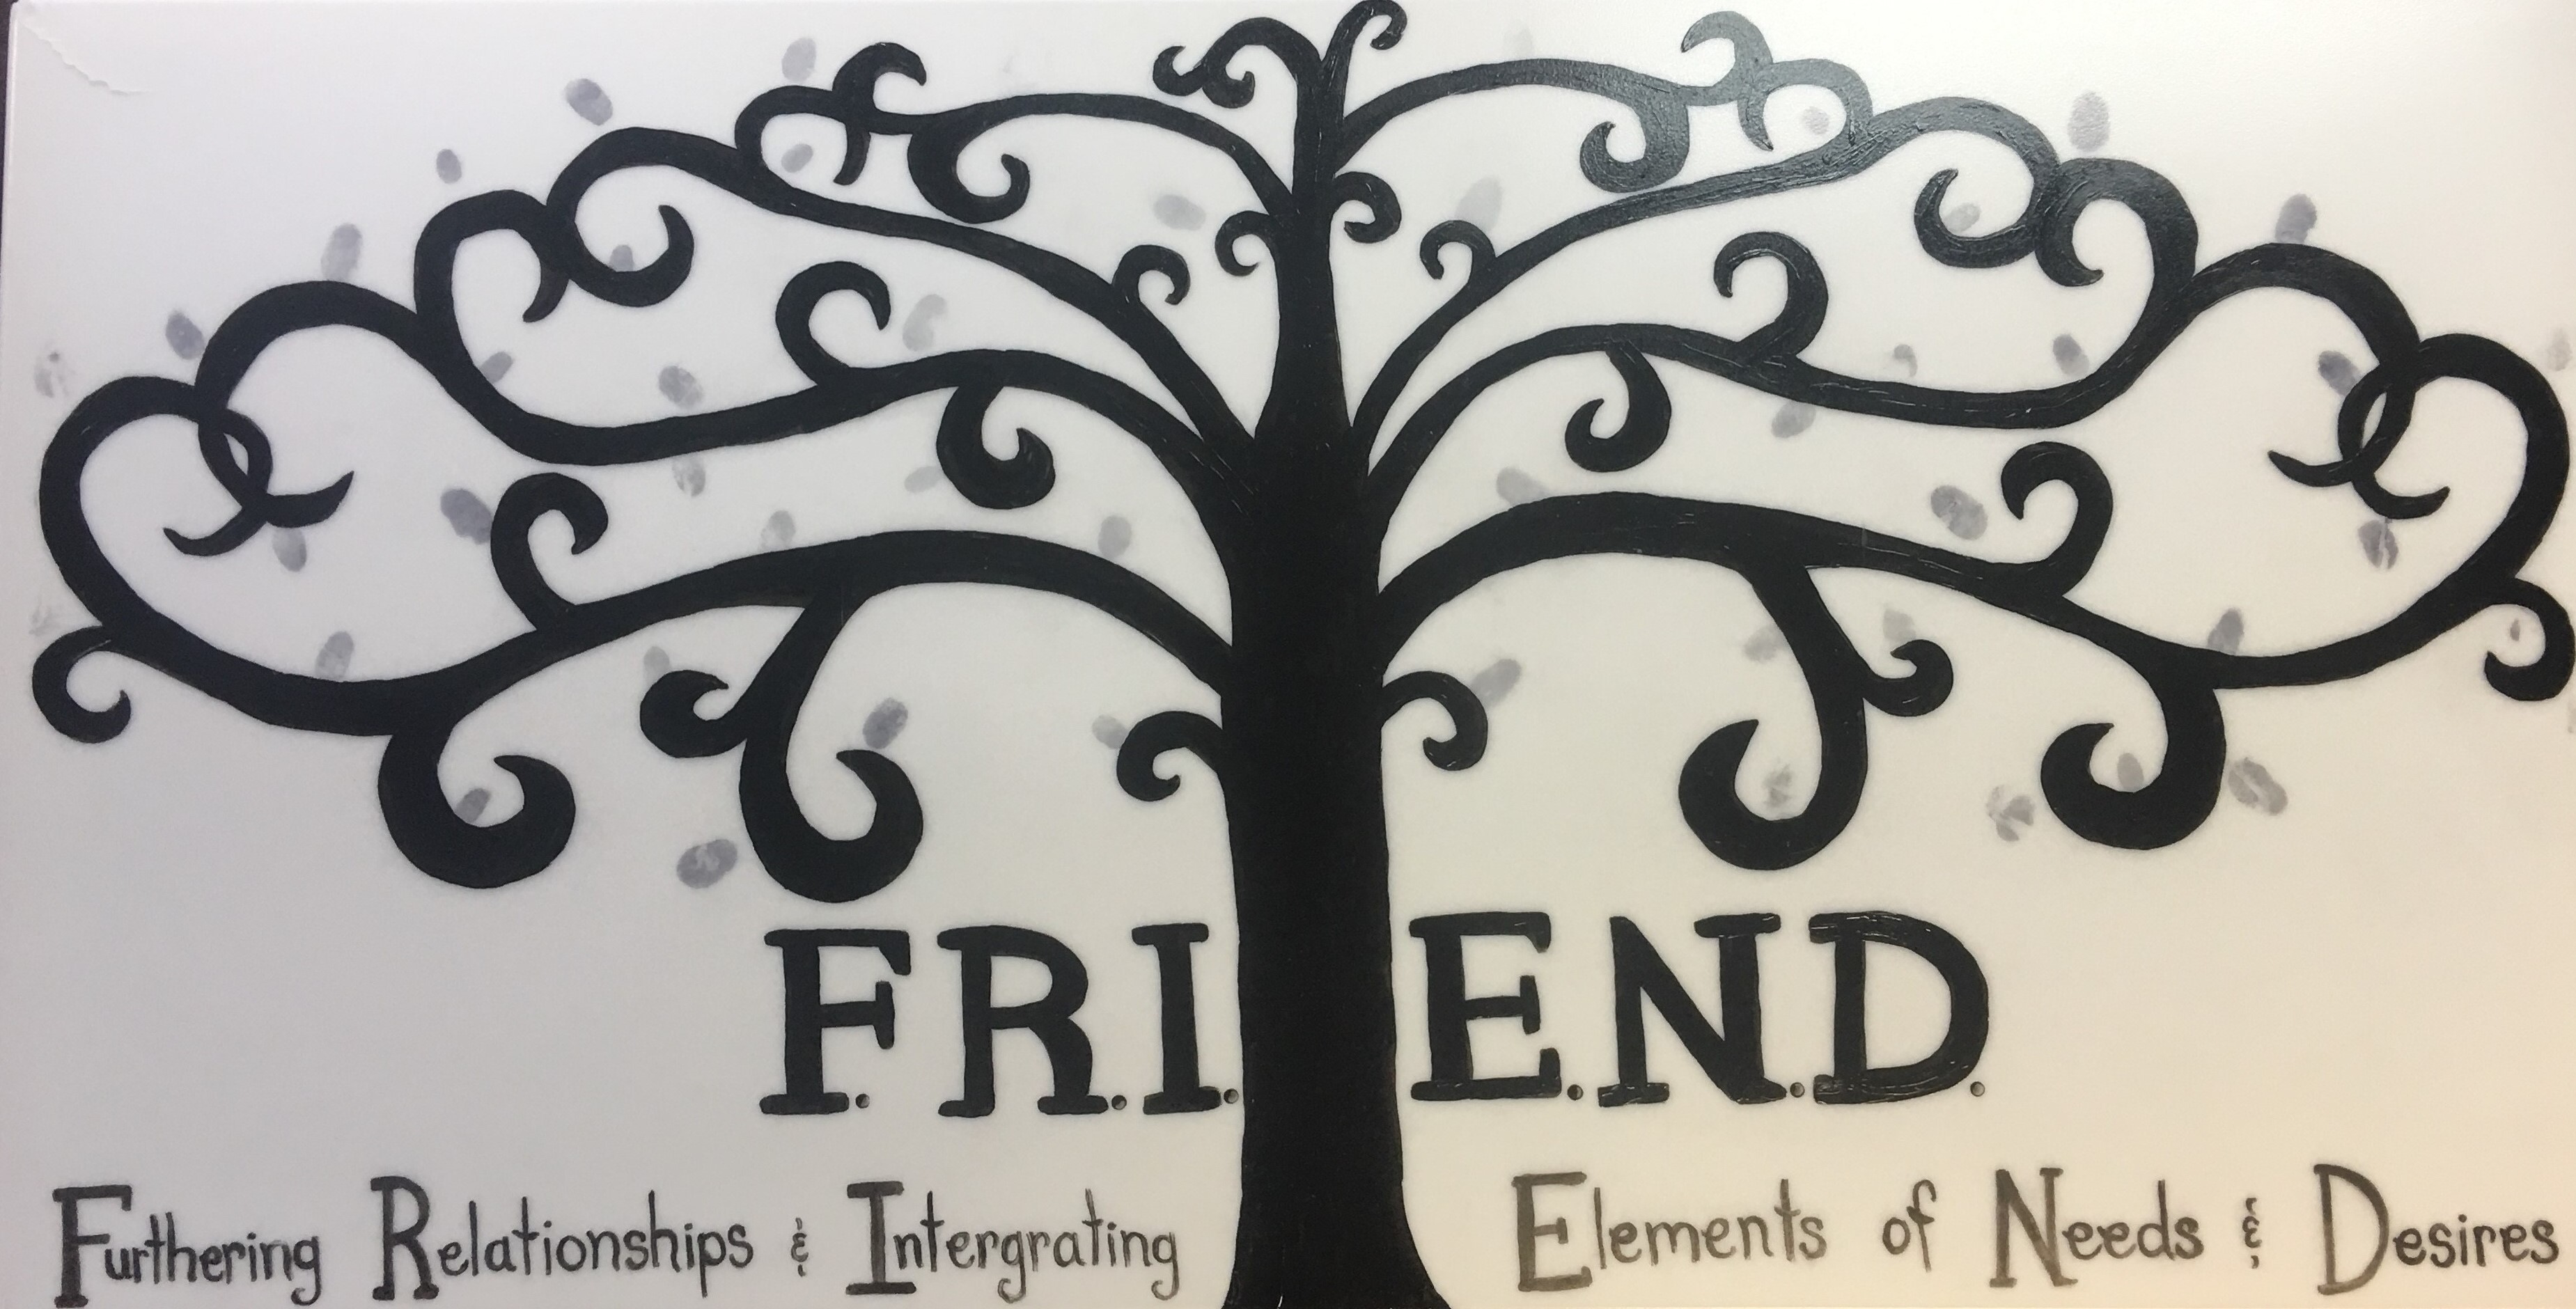 F.R.I.E.N.D.
Furthering Relationships & Intergrating Elements of Needs & Desires